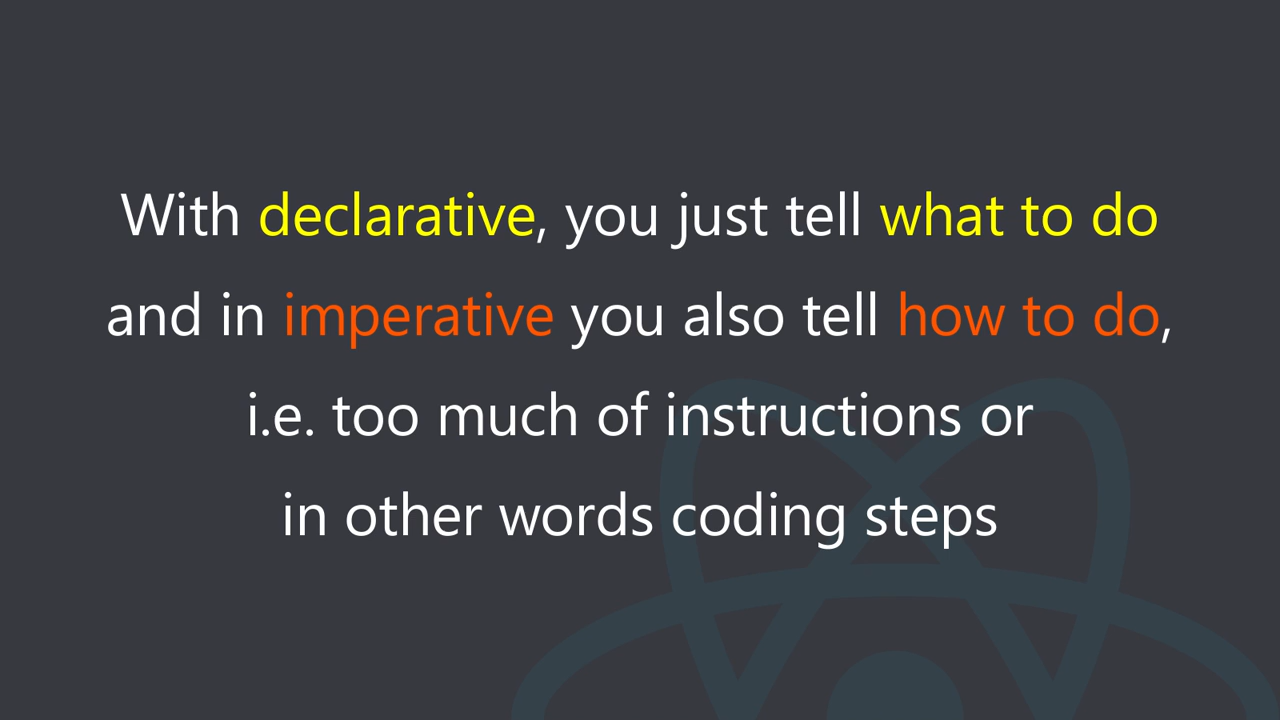 With declarative, you just tell what to do
and in imperative you also tell how to do,
i.e. too much of instructions or
in other words coding steps